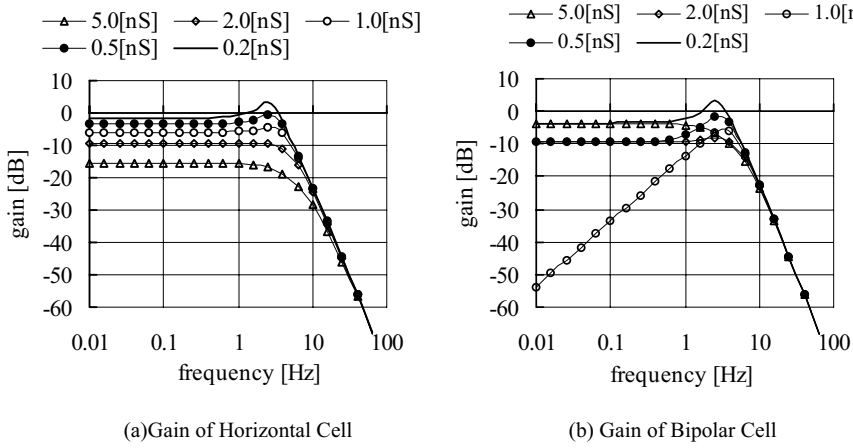 5.0[nS] 2.0[nS] 1.0[nS]
0.5[nS] 0.2[nS]
10
0
-10
-20
-30
-40
-50
-60
gain [dB]
0.01 0.1 1 10 100
frequency [Hz]
(a)Gain of Horizontal Cell
5.0[nS] 2.0[nS] 1.0[n
0.5[nS] 0.2[nS]
10
0
-10
-20
-30
-40
-50
-60
gain [dB]
0.01 0.1 1 10 100
frequency [Hz]
(b) Gain of Bipolar Cell